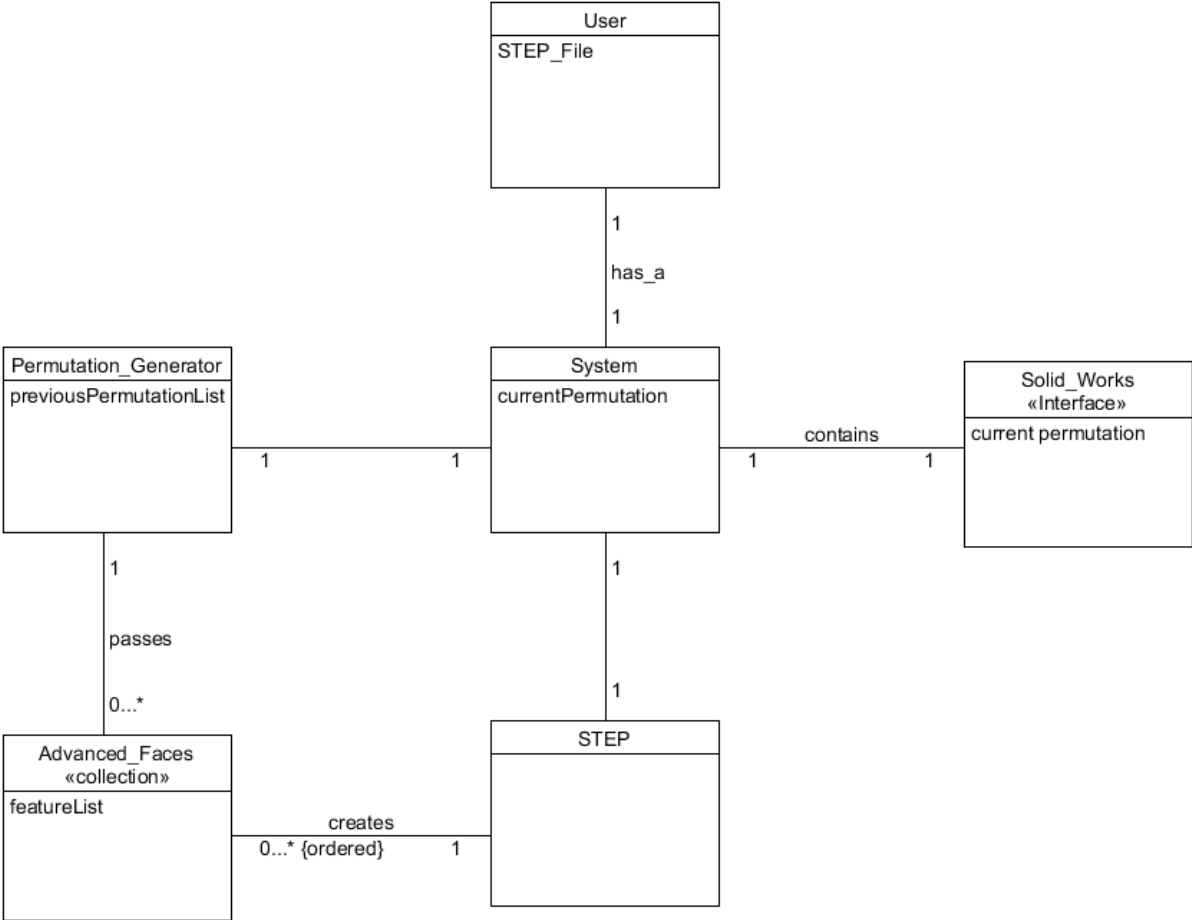 User
STEP_File
1
has_a
1
Permutation_Generator
previousPermutationList
System
currentPermutation
Solid_Works
«Interface»
current permutation
contains
1
1
1
1
1
passes
0...*
1
1
Advanced_Faces
«collection»
featureList
STEP
creates
0...* {ordered}
1